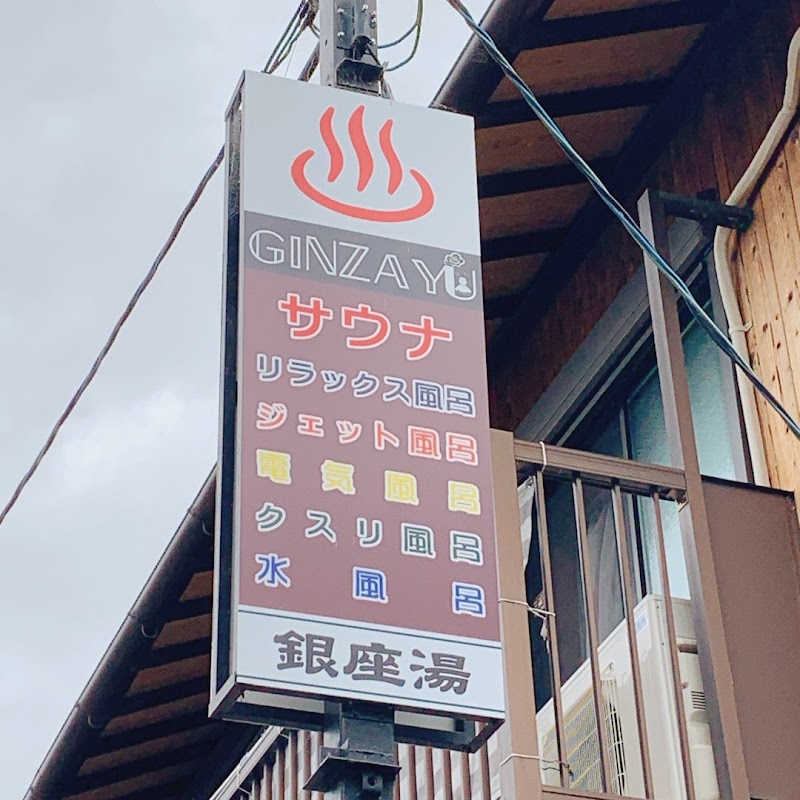 GINZAYU
サウナ
リラックス風呂
ジェット風呂
電気風呂
クスリ風呂
水風呂
銀座湯